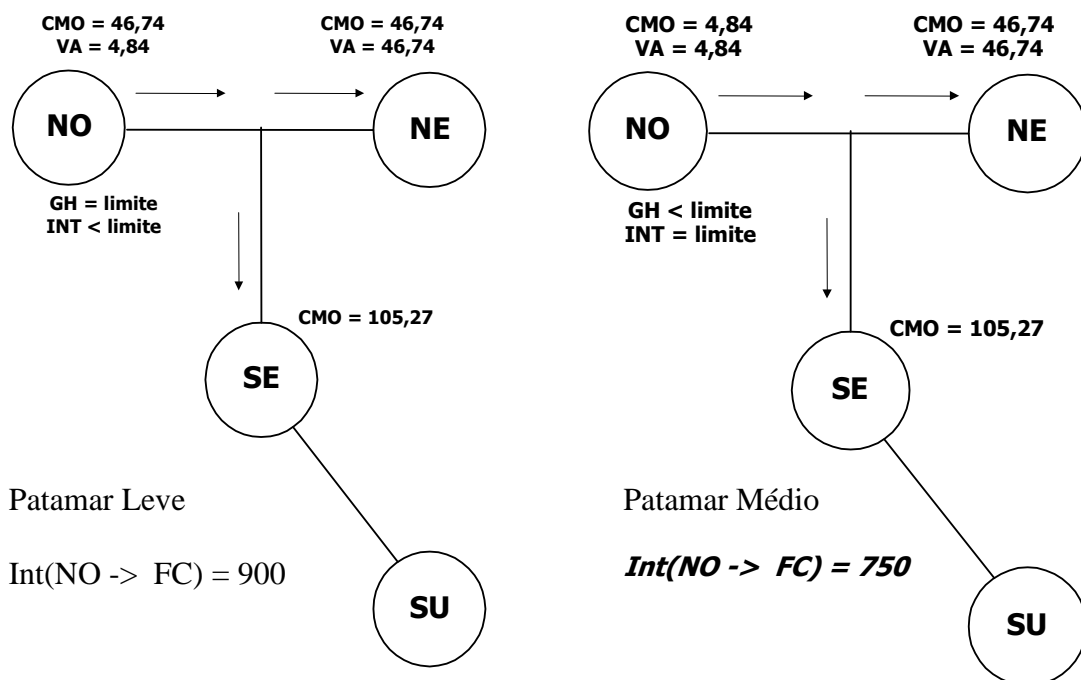 CMO = 46,74
VA = 4,84
CMO = 46,74
VA = 46,74
NO
NE
GH = limite
INT < limite
CMO = 105,27
SE
Patamar Leve
Int(NO -> FC) = 900
SU
CMO = 4,84
VA = 4,84
CMO = 46,74
VA = 46,74
NO
NE
GH < limite
INT = limite
CMO = 105,27
SE
Patamar Médio
Int(NO -> FC) = 750
SU